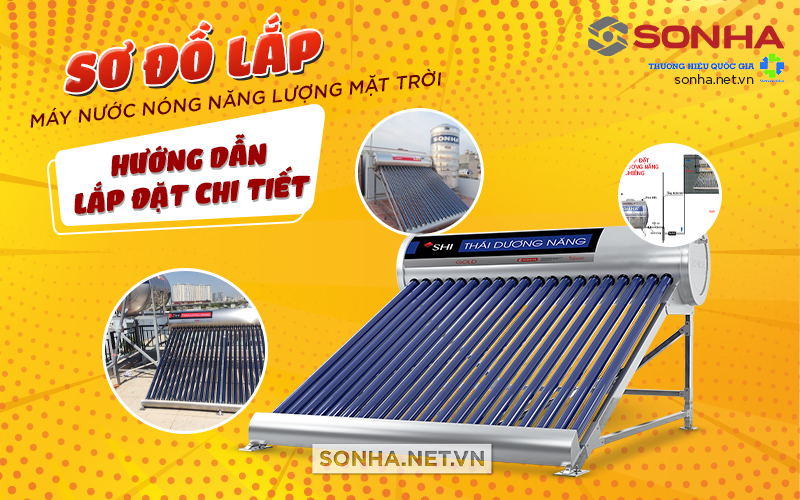 SƠ ĐỒ LẮP
MÁY NƯỚC NÓNG NĂNG LƯỢNG MẶT TRỜI
HƯỚNG DẪN
LẮP ĐẶT CHI TIẾT
SONHA
THƯƠNG HIỆU QUỐC GIA
sonha.net.vn
SONHA
SHI
THÁI DƯƠNG NĂNG
GOLD
SONHA.NET.VN